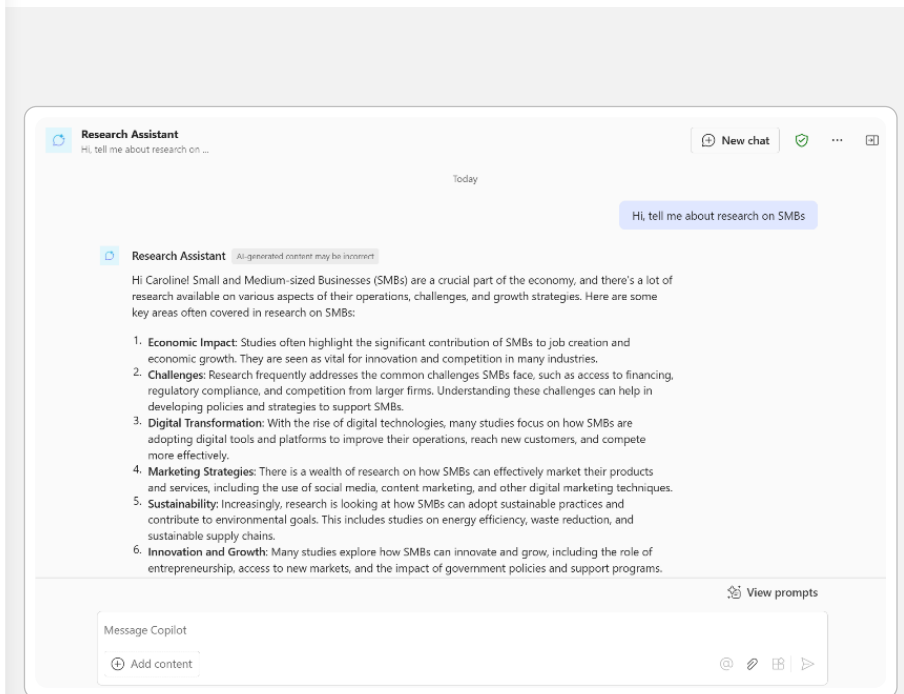 Research Assistant
Hi, tell me about research on ...
New chat
Today
Hi, tell me about research on SMBs
Research Assistant AI-generated content may be incorrect
Hi Caroline! Small and Medium-sized Businesses (SMBs) are a crucial part of the economy, and there's a lot of
research available on various aspects of their operations, challenges, and growth strategies. Here are some
key areas often covered in research on SMBs:
1. Economic Impact: Studies often highlight the significant contribution of SMBs to job creation and
economic growth. They are seen as vital for innovation and competition in many industries.
2. Challenges: Research frequently addresses the common challenges SMBs face, such as access to financing,
regulatory compliance, and competition from larger firms. Understanding these challenges can help in
developing policies and strategies to support SMBs.
3. Digital Transformation: With the rise of digital technologies, many studies focus on how SMBs are
adopting digital tools and platforms to improve their operations, reach new customers, and compete
more effectively.
4. Marketing Strategies: There is a wealth of research on how SMBs can effectively market their products
and services, including the use of social media, content marketing, and other digital marketing techniques.
5. Sustainability: Increasingly, research is looking at how SMBs can adopt sustainable practices and
contribute to environmental goals. This includes studies on energy efficiency, waste reduction, and
sustainable supply chains.
6. Innovation and Growth: Many studies explore how SMBs can innovate and grow, including the role of
entrepreneurship, access to new markets, and the impact of government policies and support programs.
View prompts
Message Copilot
Add content